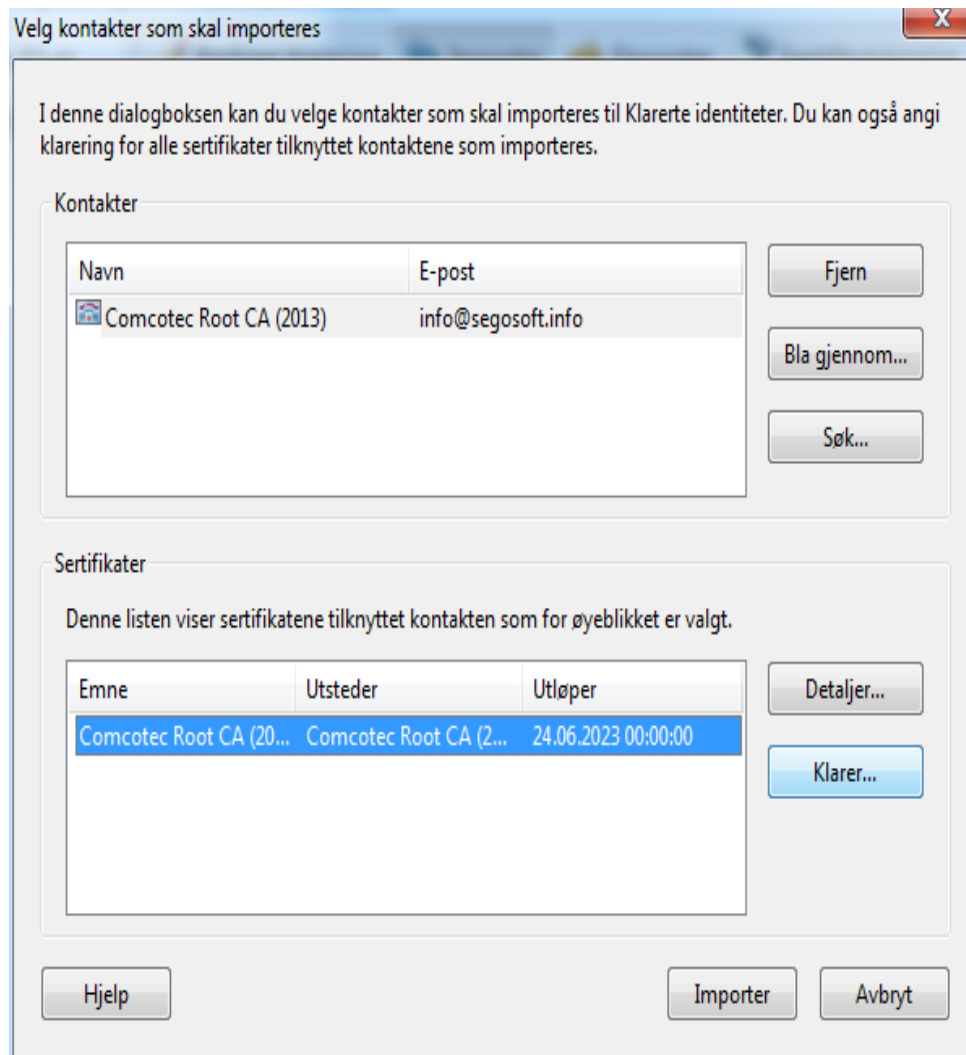 Velg kontakter som skal importeres
I denne dialogboksen kan du velge kontakter som skal importeres til Klarerte identiteter. Du kan også angi
klarering for alle sertifikater tilknyttet kontaktene som importeres.
Kontakter
Navn E-post
Comcotec Root CA (2013) info@segosoft.info
Fjern
Bla gjennom...
Søk...
Sertifikater
Denne listen viser sertifikatene tilknyttet kontakten som for øyeblikket er valgt.
Emne Utsteder Utløper
Comcotec Root CA (20... Comcotec Root CA (2... 24.06.2023 00:00:00
Detaljer...
Klarer...
Hjelp Importer Avbryt